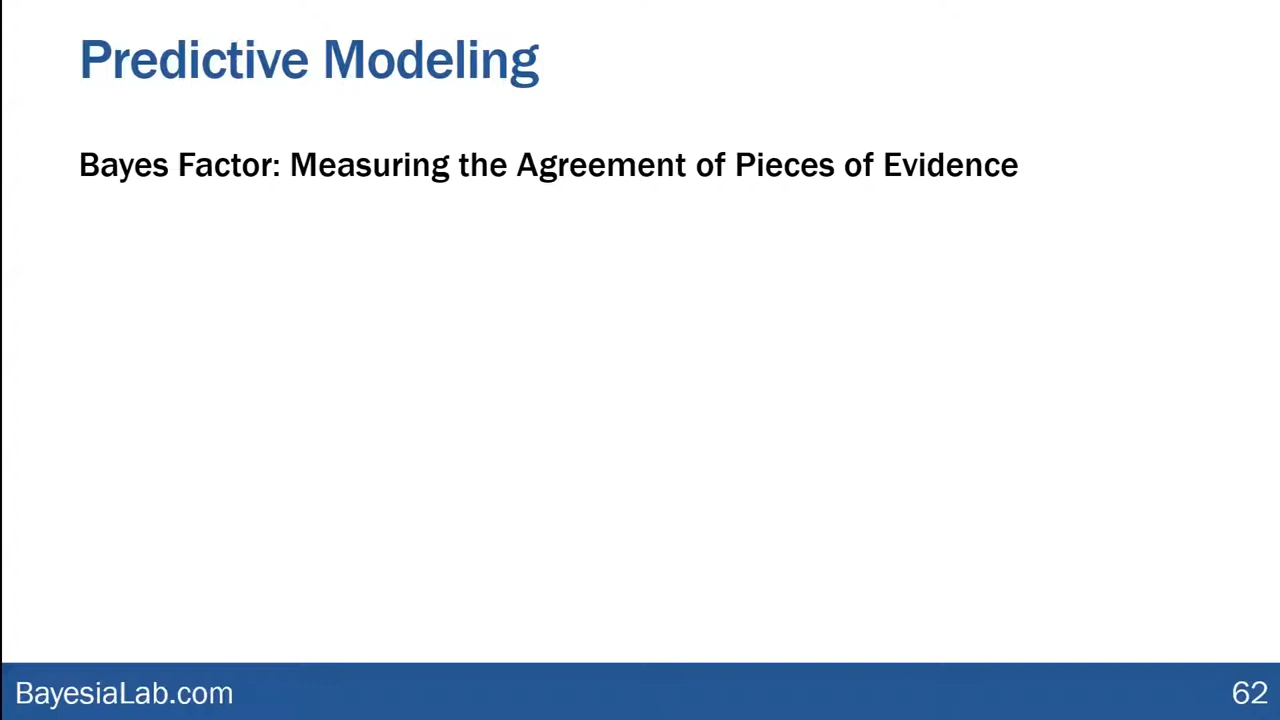 Predictive Modeling
Bayes Factor: Measuring the Agreement of Pieces of Evidence
BayesiaLab.com
62